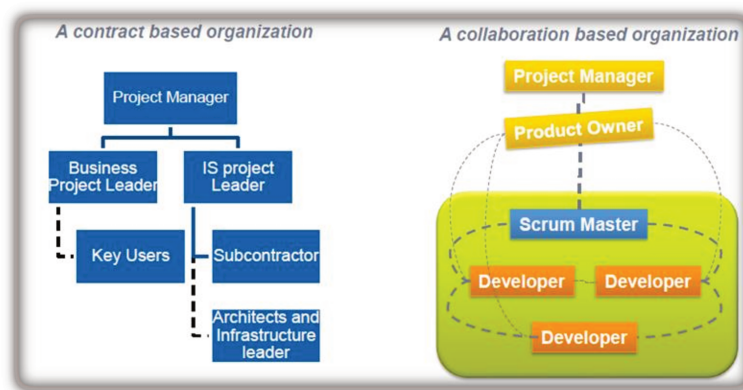 A contract based organization
Project Manager
Business
Project Leader
IS project
Leader
Key Users
Subcontractor
Architects and
Infrastructure
leader
A collaboration based organization
Project Manager
Product Owner
Scrum Master
Developer
Developer
Developer